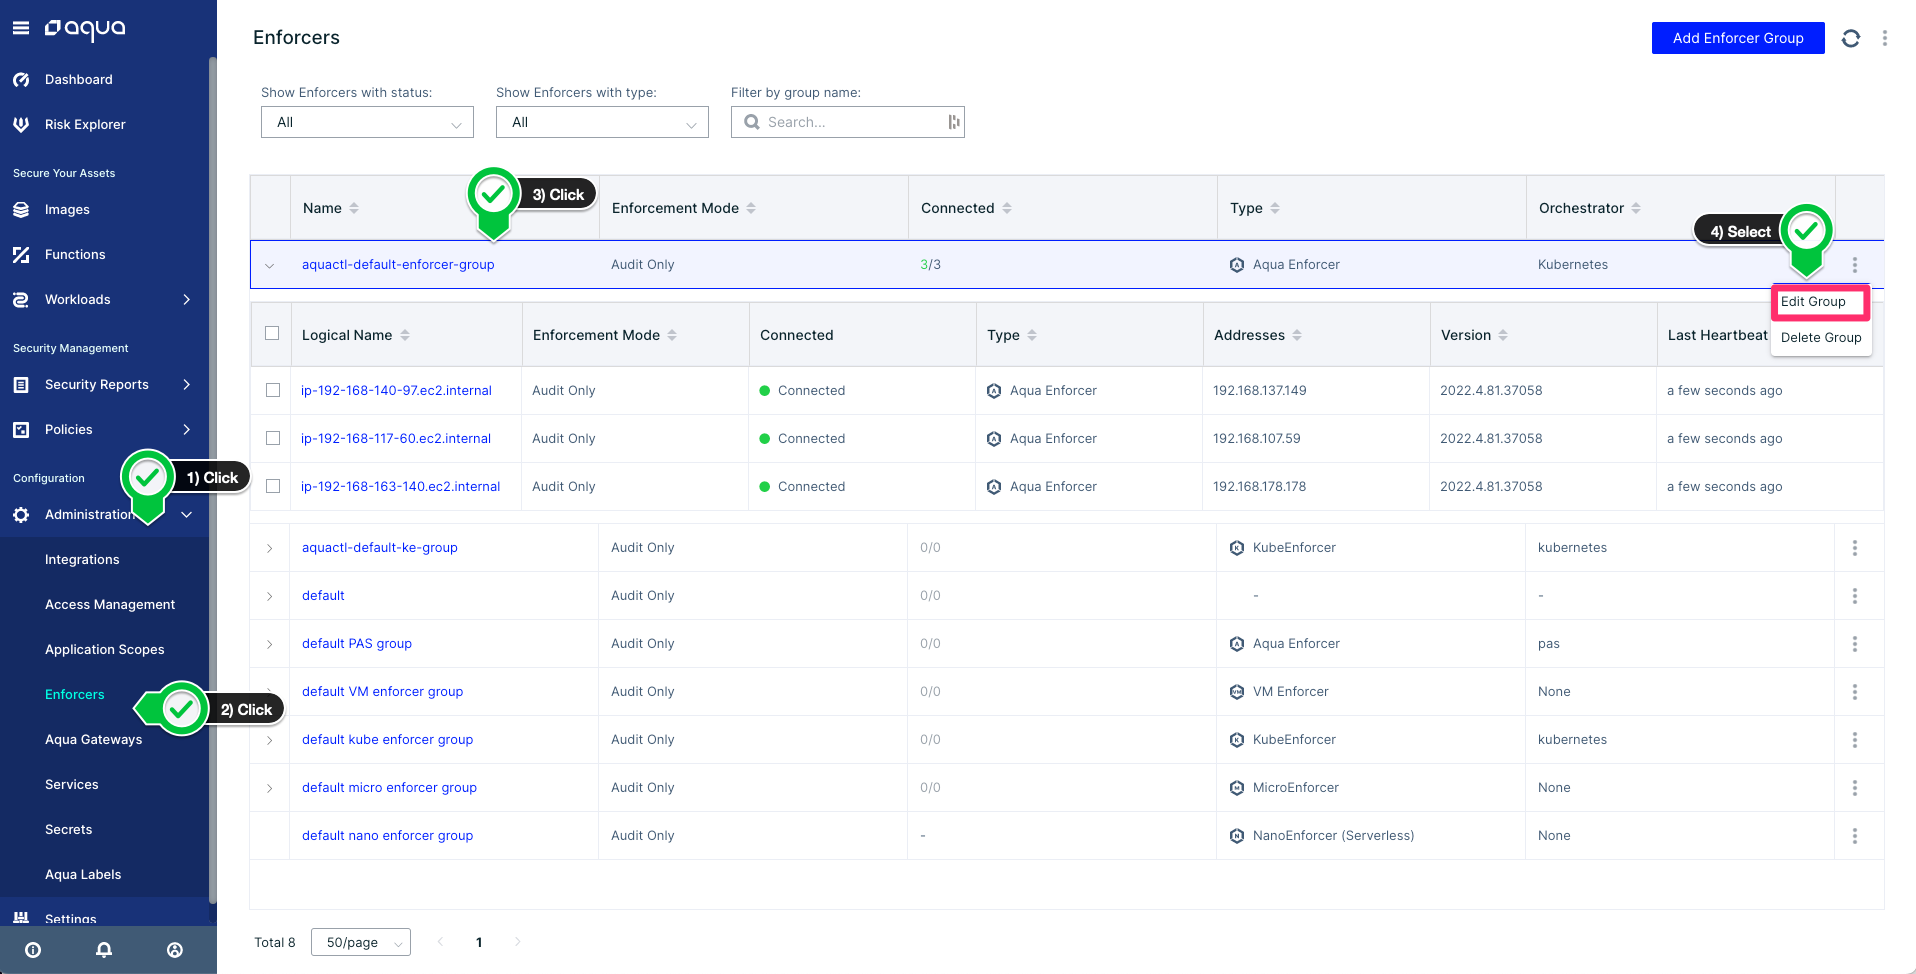 aqua
Dashboard
Risk Explorer
Secure Your Assets
Images
Functions
Workloads
Security Management
Security Reports
Policies
Configuration
1) Click
Administration
Integrations
Access Management
Application Scopes
Enforcers
2) Click
Aqua Gateways
Services
Secrets
Aqua Labels
Settings
Enforcers
Add Enforcer Group
Show Enforcers with status: Show Enforcers with type: Filter by group name:
All All Search...
3) Click
Name Enforcement Mode Connected Type Orchestrator
4) Select
aquactl-default-enforcer-group Audit Only 3/3 Aqua Enforcer Kubernetes
Edit Group
Delete Group
Logical Name Enforcement Mode Connected Type Addresses Version Last Heartbeat
ip-192-168-140-97.ec2.internal Audit Only Connected Aqua Enforcer 192.168.137.149 2022.4.81.37058 a few seconds ago
ip-192-168-117-60.ec2.internal Audit Only Connected Aqua Enforcer 192.168.107.59 2022.4.81.37058 a few seconds ago
ip-192-168-163-140.ec2.internal Audit Only Connected Aqua Enforcer 192.168.178.178 2022.4.81.37058 a few seconds ago
aquactl-default-ke-group Audit Only 0/0 KubeEnforcer kubernetes
default Audit Only 0/0 - -
default PAS group Audit Only 0/0 Aqua Enforcer pas
default VM enforcer group Audit Only 0/0 VM Enforcer None
default kube enforcer group Audit Only 0/0 KubeEnforcer kubernetes
default micro enforcer group Audit Only 0/0 MicroEnforcer None
default nano enforcer group Audit Only - NanoEnforcer (Serverless) None
Total 8 50/page 1